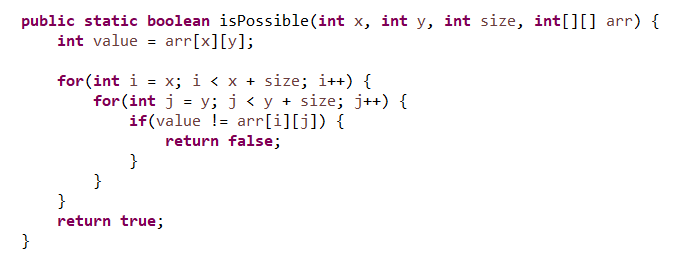 public static boolean isPossible(int x, int y, int size, int[][] arr) {
    int value = arr[x][y];

    for(int i = x; i < x + size; i++) {
        for(int j = y; j < y + size; j++) {
            if(value != arr[i][j]) {
                return false;
            }
        }
    }
    return true;
}